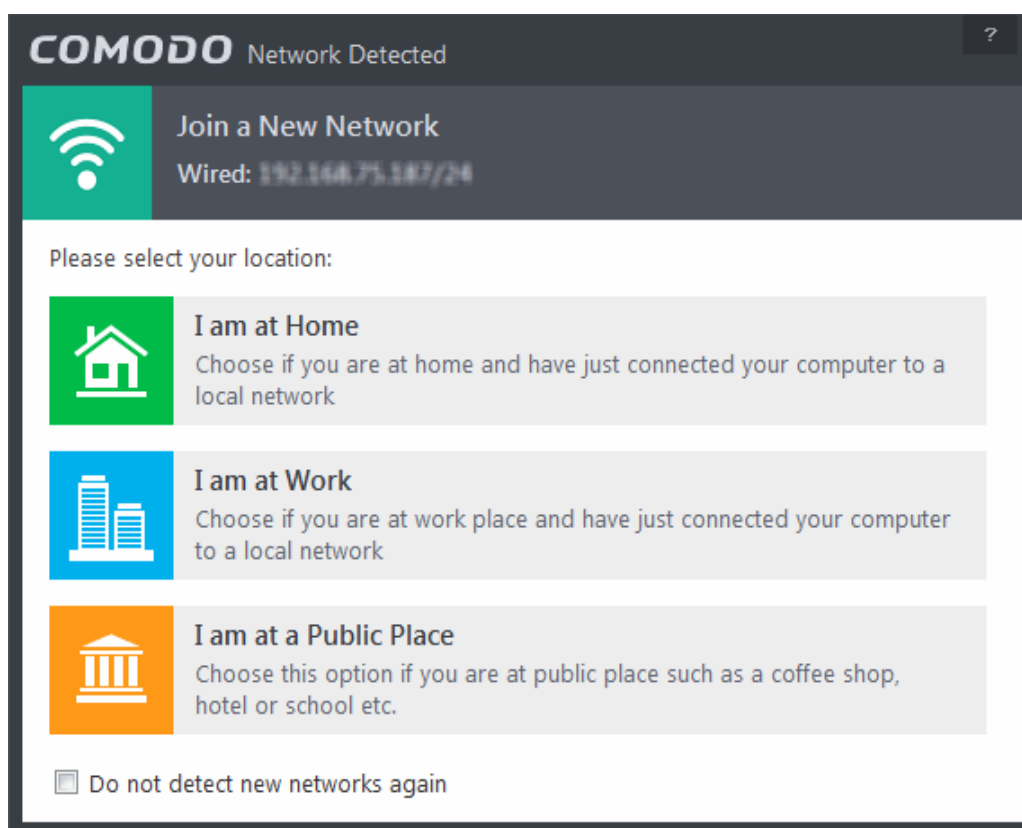 COMODO Network Detected
?
Join a New Network
Wired:
Please select your location:
I am at Home
Choose if you are at home and have just connected your computer to a
local network
I am at Work
Choose if you are at work place and have just connected your computer
to a local network
I am at a Public Place
Choose this option if you are at public place such as a coffee shop,
hotel or school etc.
Do not detect new networks again